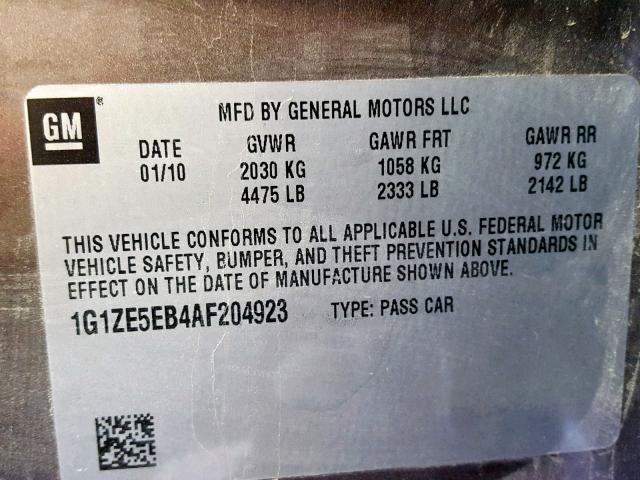 GM®
MFD BY GENERAL MOTORS LLC
DATE GVWR GAWR FRT GAWR RR
01/10 2030 KG 1058 KG 972 KG
4475 LB 2333 LB 2142 LB
THIS VEHICLE CONFORMS TO ALL APPLICABLE U.S. FEDERAL MOTOR
VEHICLE SAFETY, BUMPER, AND THEFT PREVENTION STANDARDS IN
EFFECT ON THE DATE OF MANUFACTURE SHOWN ABOVE.
1G1ZE5EB4AF204923 TYPE: PASS CAR